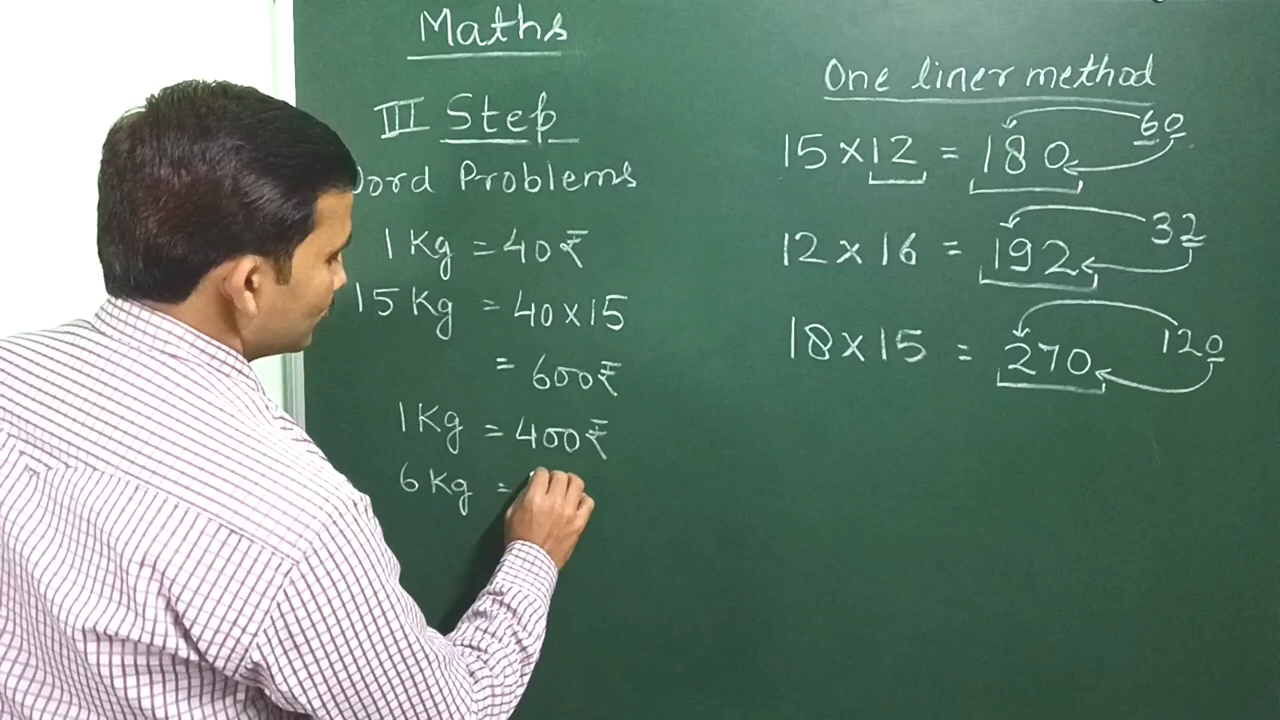 Maths
III Step
Word Problems
1 Kg = 40 ₹
15 Kg = 40 × 15
= 600 ₹
1 Kg = 400 ₹
6 Kg =
One liner method
15 × 12 = 180 60
12 × 16 = 192 32
18 × 15 = 270 120